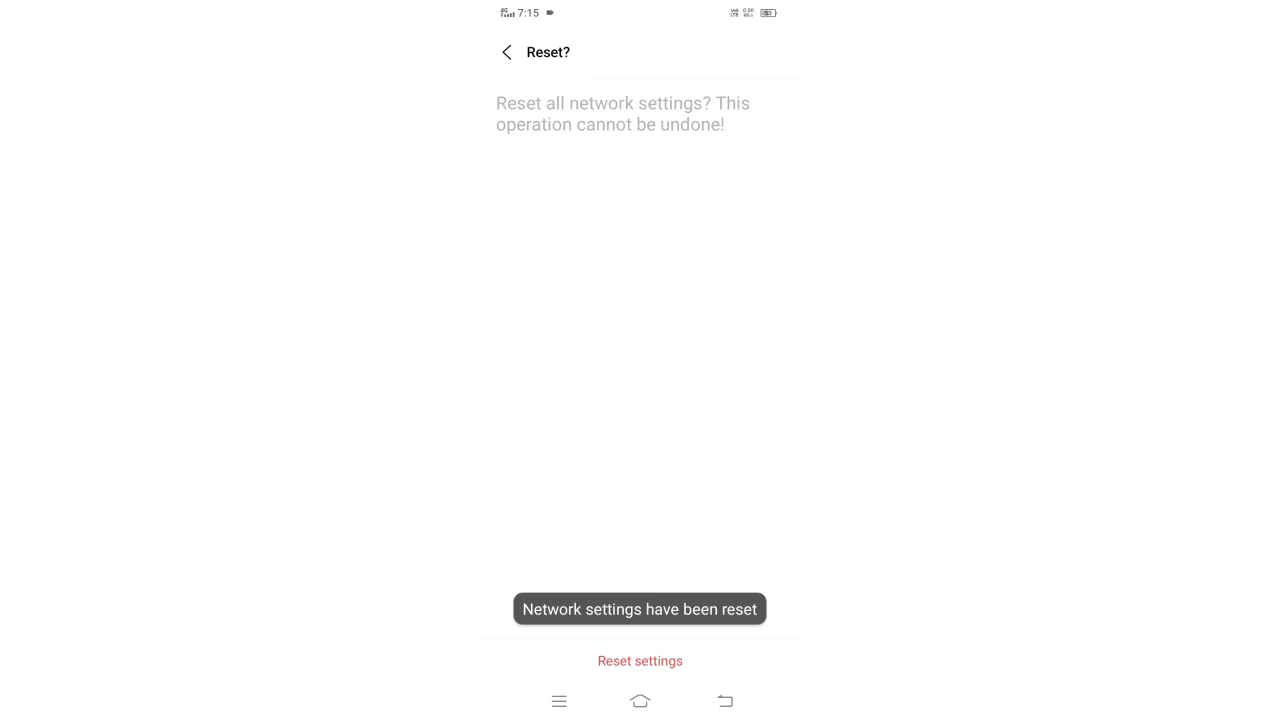 4G 7:15
Reset?
Reset all network settings? This
operation cannot be undone!
Network settings have been reset
Reset settings